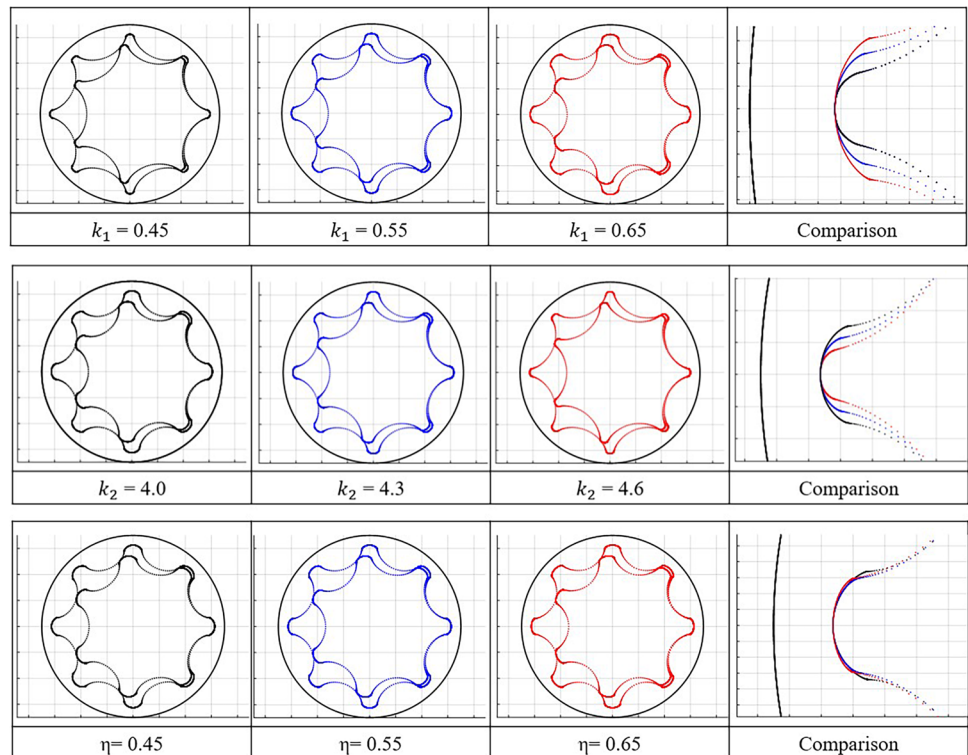 k₁ = 0.45
k₁ = 0.55
k₁ = 0.65
Comparison
k₂ = 4.0
k₂ = 4.3
k₂ = 4.6
Comparison
η= 0.45
η= 0.55
η= 0.65
Comparison